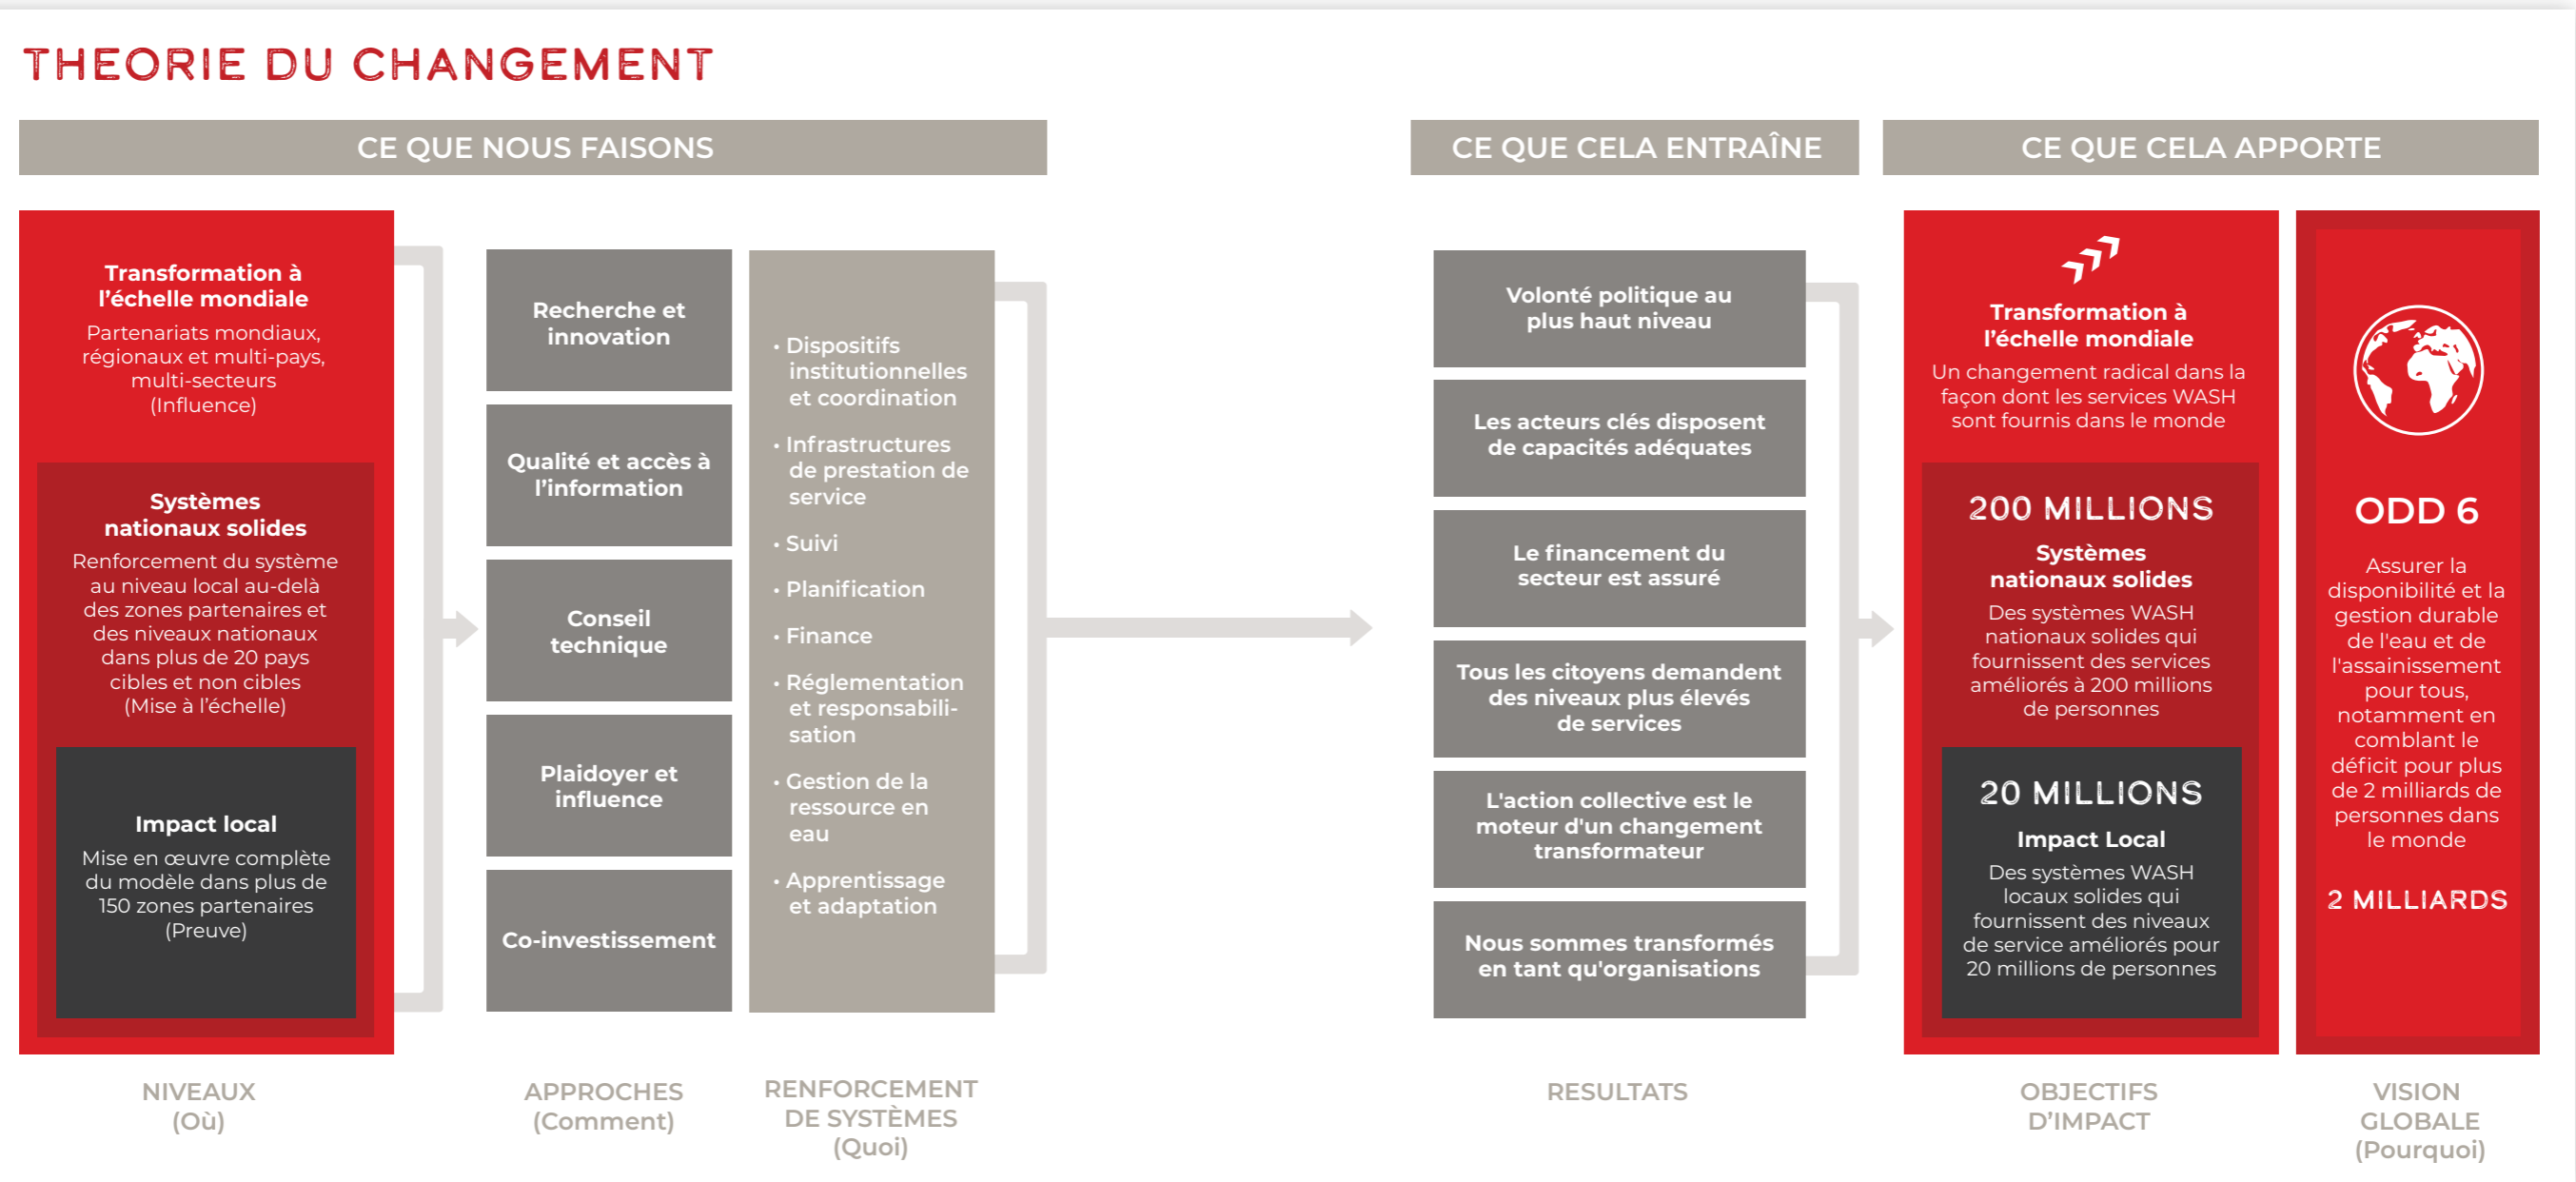 THEORIE DU CHANGEMENT
CE QUE NOUS FAISONS
CE QUE CELA ENTRAÎNE
CE QUE CELA APPORTE
Transformation à
l’échelle mondiale
Partenariats mondiaux,
régionaux et multi-pays,
multi-secteurs
(Influence)
Systèmes
nationaux solides
Renforcement du système
au niveau local au-delà
des zones partenaires et
des niveaux nationaux
dans plus de 20 pays
cibles et non cibles
(Mise à l’échelle)
Impact local
Mise en œuvre complète
du modèle dans plus de
150 zones partenaires
(Preuve)
NIVEAUX
(Où)
Recherche et
innovation
Qualité et accès à
l’information
Conseil
technique
Plaidoyer et
influence
Co-investissement
APPROCHES
(Comment)
• Dispositifs
institutionnelles
et coordination
• Infrastructures
de prestation de
service
• Suivi
• Planification
• Finance
• Réglementation
et responsabili-
sation
• Gestion de la
ressource en
eau
• Apprentissage
et adaptation
RENFORCEMENT
DE SYSTÈMES
(Quoi)
Volonté politique au
plus haut niveau
Les acteurs clés disposent
de capacités adéquates
Le financement du
secteur est assuré
Tous les citoyens demandent
des niveaux plus élevés
de services
L'action collective est le
moteur d'un changement
transformateur
Nous sommes transformés
en tant qu'organisations
RESULTATS
Transformation à
l’échelle mondiale
Un changement radical dans la
façon dont les services WASH
sont fournis dans le monde
200 MILLIONS
Systèmes
nationaux solides
Des systèmes WASH
nationaux solides qui
fournissent des services
améliorés à 200 millions
de personnes
20 MILLIONS
Impact Local
Des systèmes WASH
locaux solides qui
fournissent des niveaux
de service améliorés pour
20 millions de personnes
OBJECTIFS
D’IMPACT
ODD 6
Assurer la
disponibilité et la
gestion durable
de l'eau et de
l'assainissement
pour tous,
notamment en
comblant le
déficit pour plus
de 2 milliards de
personnes dans
le monde
2 MILLIARDS
VISION
GLOBALE
(Pourquoi)